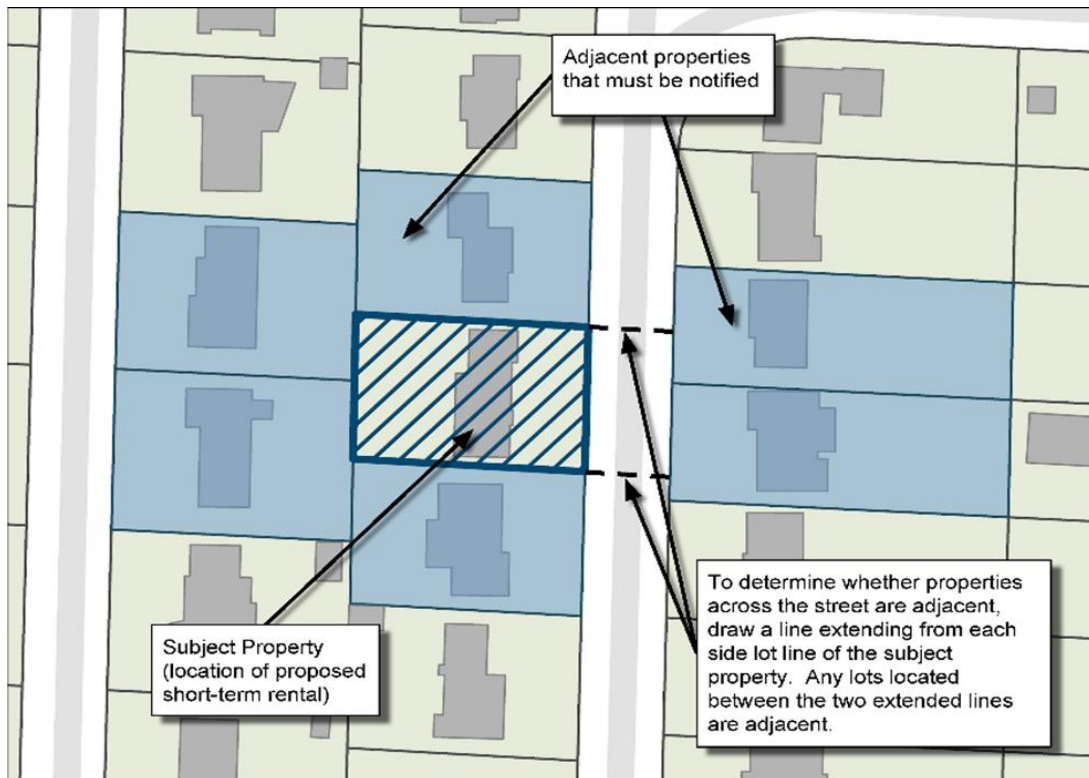 Adjacent properties
that must be notified
Subject Property
(location of proposed
short-term rental)
To determine whether properties
across the street are adjacent,
draw a line extending from each
side lot line of the subject
property.  Any lots located
between the two extended lines
are adjacent.